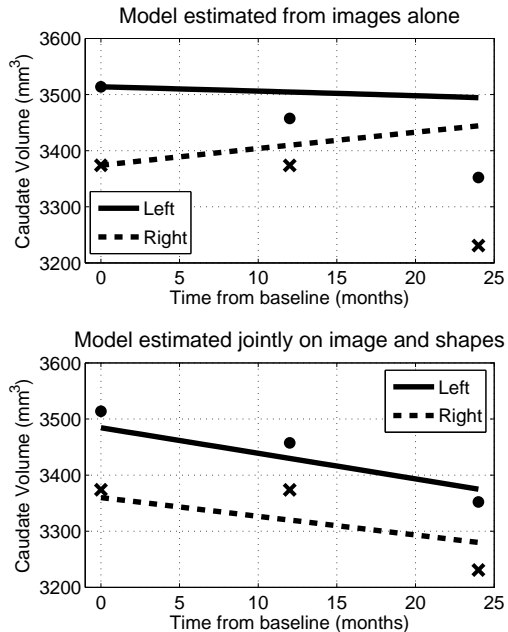 Model estimated from images alone
3600
3500
3400
3300
3200
Caudate Volume (mm³)
Left
Right
0 5 10 15 20 25
Time from baseline (months)
Model estimated jointly on image and shapes
3600
3500
3400
3300
3200
Caudate Volume (mm³)
Left
Right
0 5 10 15 20 25
Time from baseline (months)